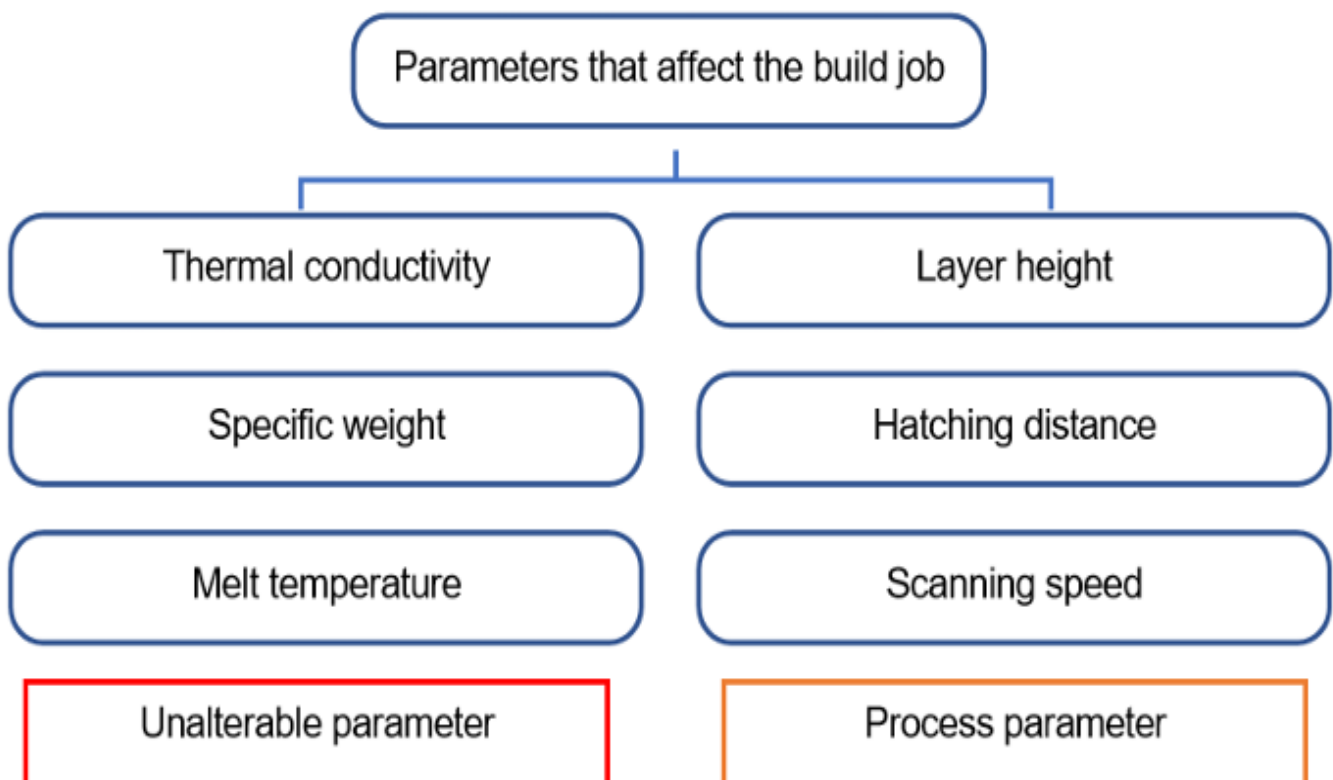 Parameters that affect the build job
Thermal conductivity
Layer height
Specific weight
Hatching distance
Melt temperature
Scanning speed
Unalterable parameter
Process parameter